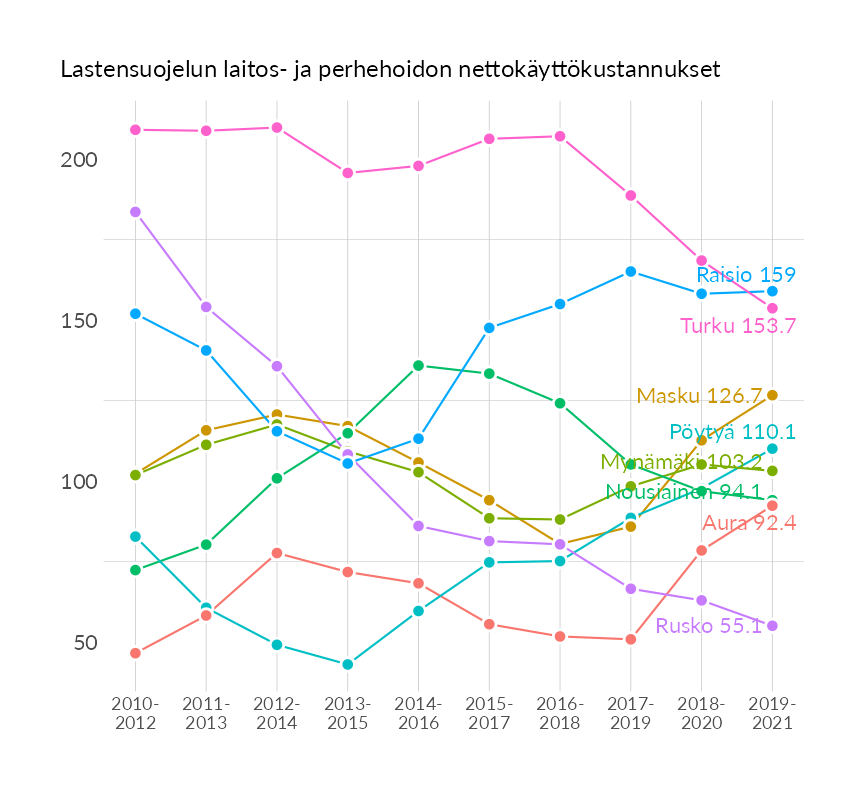 Lastensuojelun laitos- ja perhehoidon nettokäyttökustannukset
200
150
100
50
Raisio 159
Turku 153.7
Masku 126.7
Pöytyä 110.1
Mynämäki 103.2
Nousiainen 94.1
Aura 92.4
Rusko 55.1
2010-
2012
2011-
2013
2012-
2014
2013-
2015
2014-
2016
2015-
2017
2016-
2018
2017-
2019
2018-
2020
2019-
2021